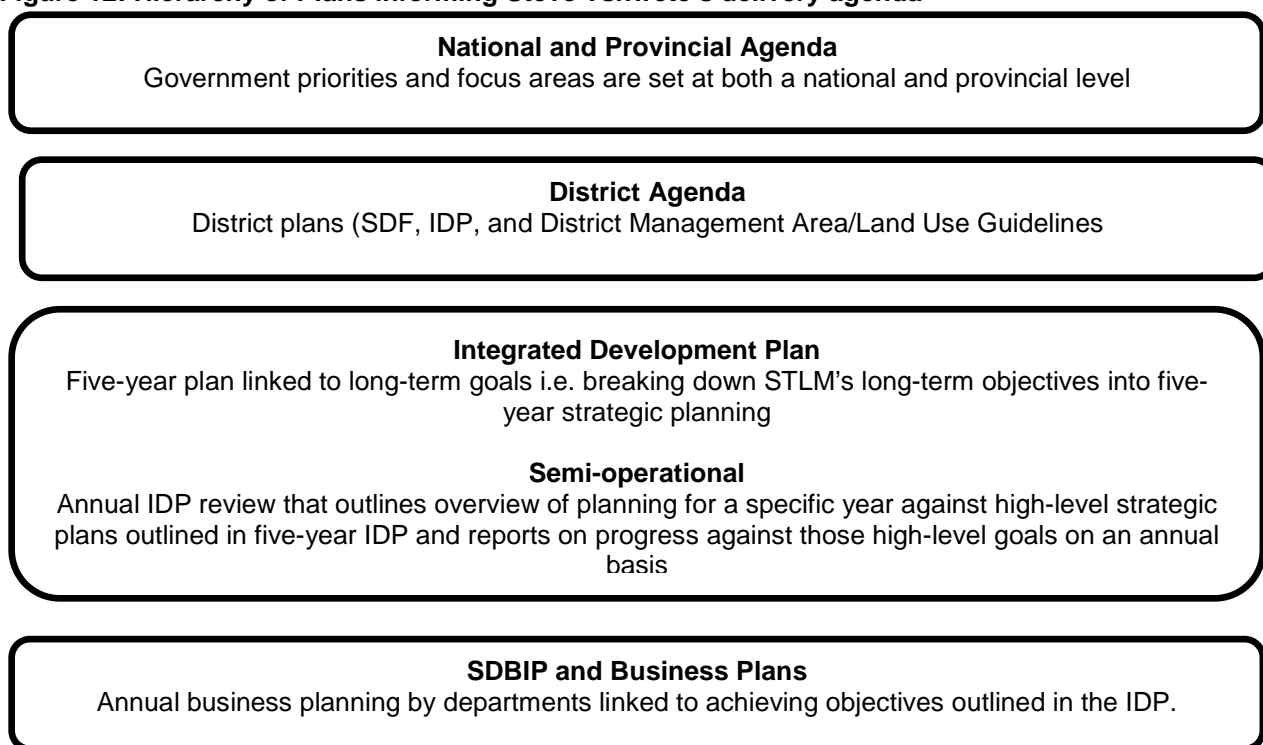 National and Provincial Agenda
Government priorities and focus areas are set at both a national and provincial level
District Agenda
District plans (SDF, IDP, and District Management Area/Land Use Guidelines
Integrated Development Plan
Five-year plan linked to long-term goals i.e. breaking down STLM’s long-term objectives into five-
year strategic planning
Semi-operational
Annual IDP review that outlines overview of planning for a specific year against high-level strategic
plans outlined in five-year IDP and reports on progress against those high-level goals on an annual
basis
SDBIP and Business Plans
Annual business planning by departments linked to achieving objectives outlined in the IDP.